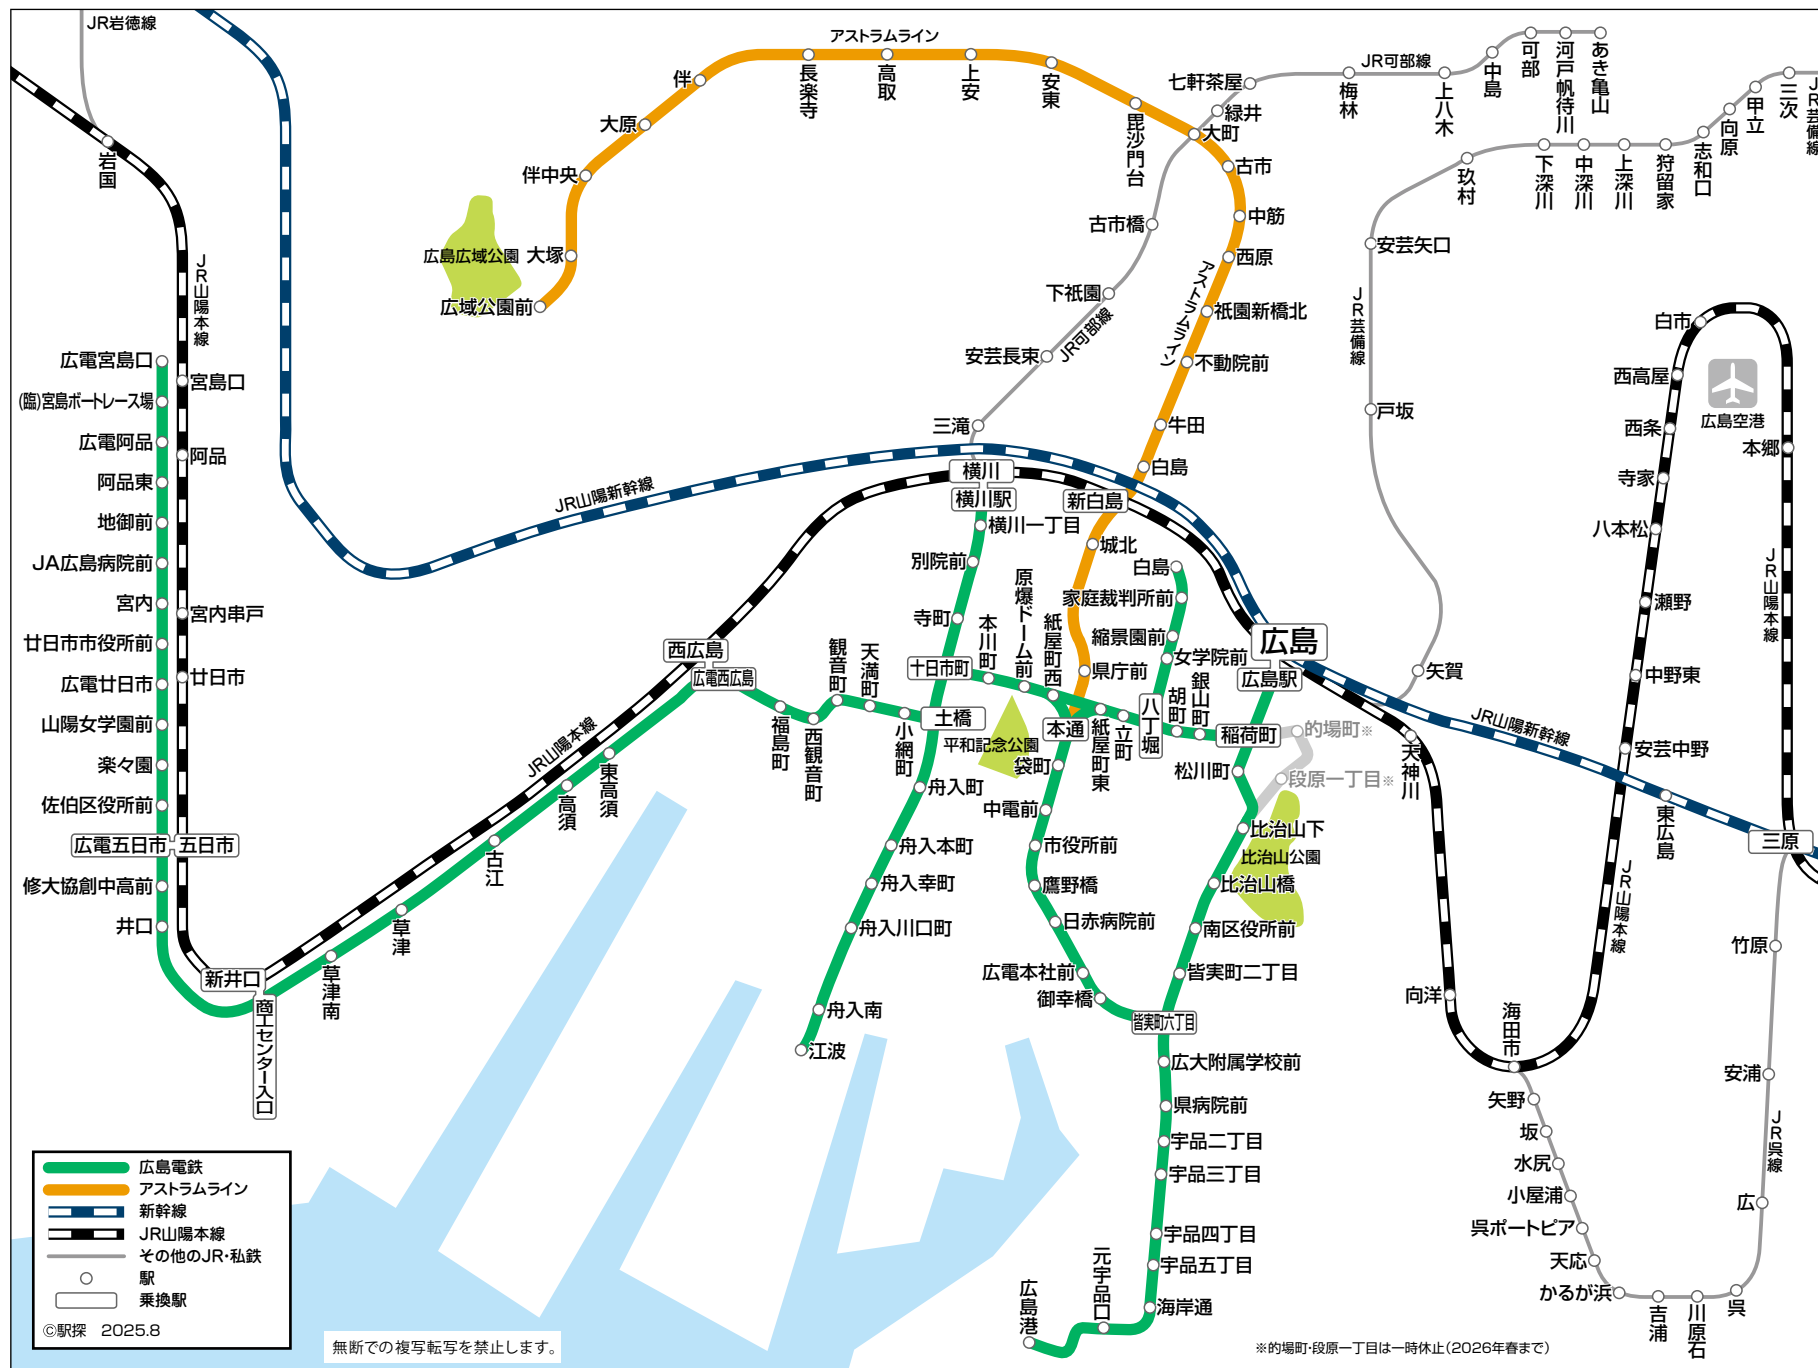 JR岩徳線
アストラムライン
伴
長楽寺
高取
上安
安東
毘沙門台
大町
大原
伴中央
大塚
広島広域公園
広域公園前
七軒茶屋
緑井
JR可部線
梅林
上八木
中島
可部
河戸帆待川
あき亀山
古市
中筋
西原
アストラムライン
祇園新橋北
不動院前
牛田
白島
古市橋
下祇園
JR可部線
安芸長束
三滝
玖村
下深川
中深川
上深川
狩留家
志和口
向原
甲立
三次
JR芸備線
安芸矢口
JR芸備線
戸坂
矢賀
岩国
JR山陽本線
宮島口
阿品
宮内串戸
廿日市
五日市
新井口
広電宮島口
(臨)宮島ボートレース場
広電阿品
阿品東
地御前
JA広島病院前
宮内
廿日市市役所前
広電廿日市
山陽女学園前
楽々園
佐伯区役所前
広電五日市
修大協創中高前
井口
商工センター入口
草津南
草津
古江
高須
東高須
JR山陽本線
JR山陽新幹線
西広島
広電西広島
福島町
西観音町
観音町
天満町
小網町
土橋
横川
横川駅
横川一丁目
別院前
寺町
十日市町
本川町
原爆ドーム前
紙屋町西
本通
紙屋町東
立町
八丁堀
胡町
銀山町
稲荷町
的場町※
段原一丁目※
新白島
城北
県庁前
白島
家庭裁判所前
縮景園前
女学院前
広島
広島駅
平和記念公園
袋町
中電前
市役所前
鷹野橋
日赤病院前
広電本社前
御幸橋
皆実町六丁目
松川町
比治山下
比治山公園
比治山橋
南区役所前
皆実町二丁目
舟入町
舟入本町
舟入幸町
舟入川口町
舟入南
江波
広大附属学校前
県病院前
宇品二丁目
宇品三丁目
宇品四丁目
宇品五丁目
海岸通
元宇品口
広島港
天神川
向洋
海田市
JR山陽新幹線
東広島
三原
安芸中野
中野東
瀬野
八本松
寺家
西条
西高屋
白市
広島空港
本郷
JR山陽本線
JR山陽本線
矢野
坂
水尻
小屋浦
呉ポートピア
天応
かるが浜
吉浦
川原石
呉
広
JR呉線
安浦
竹原
広島電鉄
アストラムライン
新幹線
JR山陽本線
その他のJR・私鉄
駅
乗換駅
©駅探 2025.8
無断での複写転写を禁止します。
※的場町・段原一丁目は一時休止(2026年春まで)